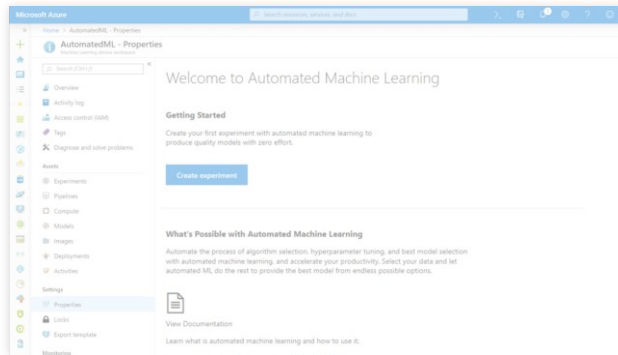 Microsoft Azure
Search resources, services, and docs
Home > AutomatedML - Properties
AutomatedML - Properties
Machine learning service workspace
Search (Ctrl+/)
Overview
Activity log
Access control (IAM)
Tags
Diagnose and solve problems
Assets
Experiments
Pipelines
Compute
Models
Images
Deployments
Activities
Settings
Properties
Locks
Export template
Monitoring
Welcome to Automated Machine Learning
Getting Started
Create your first experiment with automated machine learning to
produce quality models with zero effort.
Create experiment
What's Possible with Automated Machine Learning
Automate the process of algorithm selection, hyperparameter tuning, and best model selection
with automated machine learning, and accelerate your productivity. Select your data and let
automated ML do the rest to provide the best model from endless possible options.
View Documentation
Learn what is automated machine learning and how to use it.